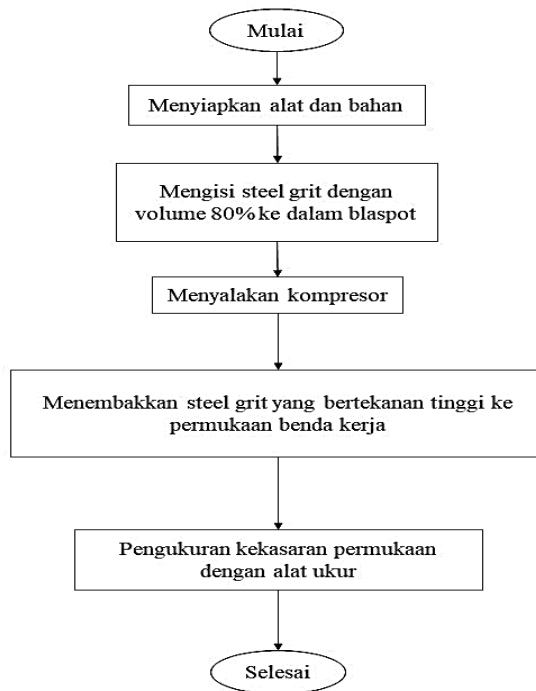 Mulai
Menyiapkan alat dan bahan
Mengisi steel grit dengan
volume 80% ke dalam blaspot
Menyalakan kompresor
Menembakkan steel grit yang bertekanan tinggi ke
permukaan benda kerja
Pengukuran kekasaran permukaan
dengan alat ukur
Selesai